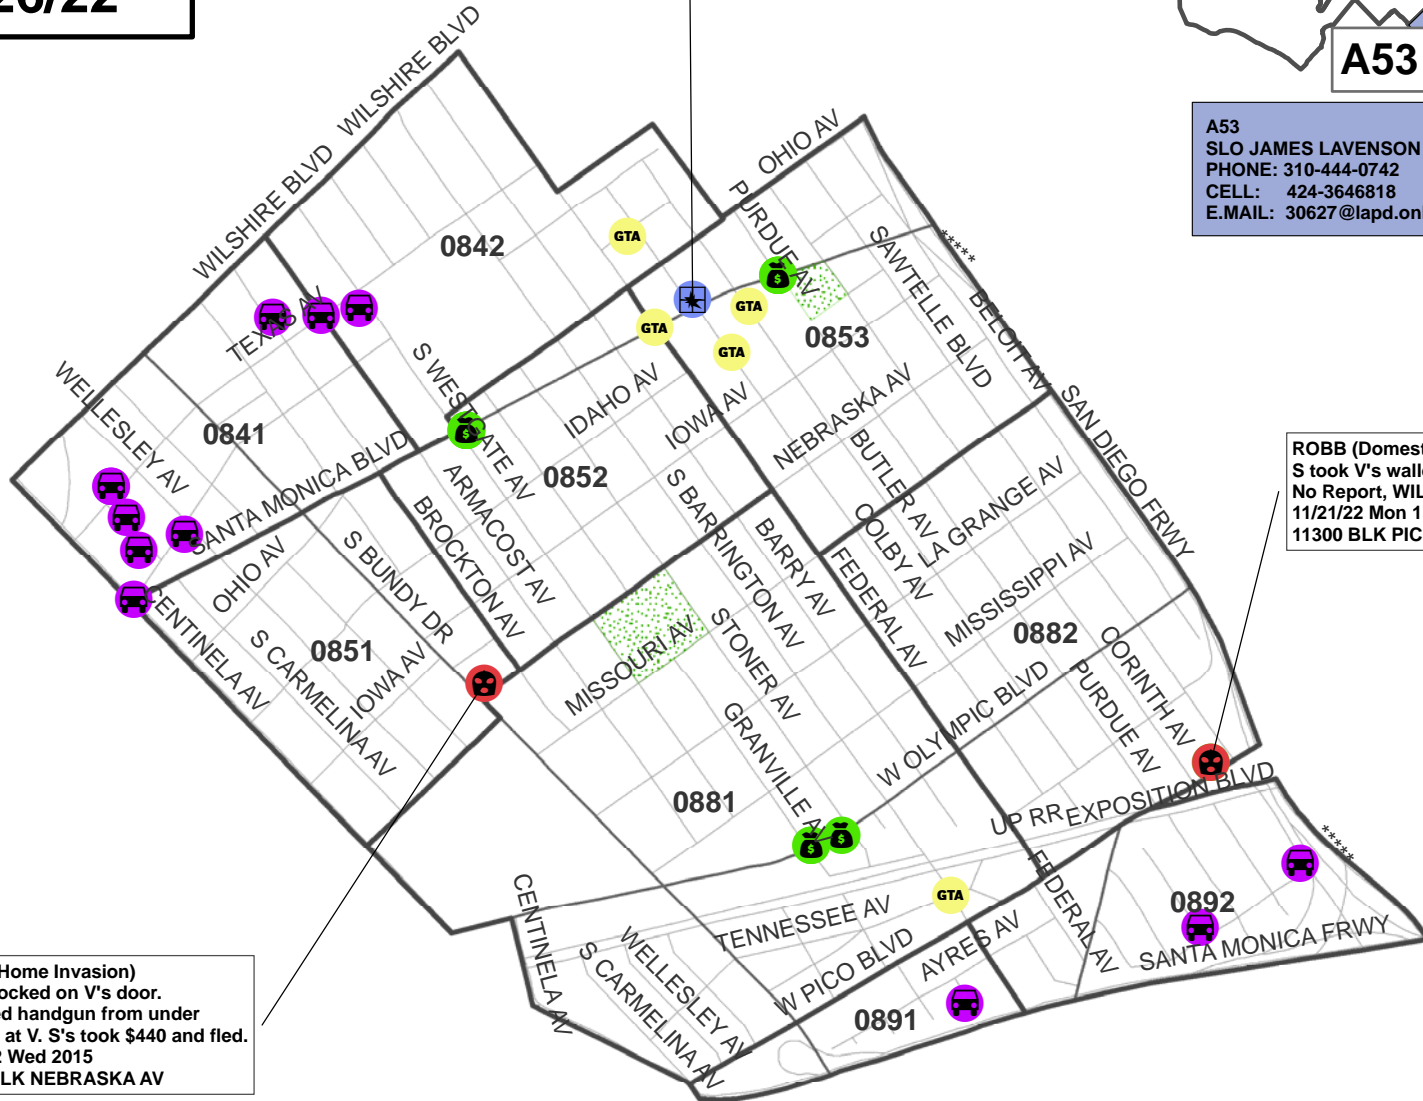 26/22
A53
A53
SLO JAMES LAVENSON
PHONE: 310-444-0742
CELL: 424-3646818
E.MAIL: 30627@lapd.onl
WILSHIRE BLVD
WILSHIRE BLVD
OHIO AV
PURDUE AV
0842
GTA
SAWTELLE BLVD
*****
BELOIT AV
GTA
GTA
GTA
0853
TEXAS AV
WELLESLEY AV
0841
S WESTGATE AV
IDAHO AV
IOWA AV
NEBRASKA AV
SAN DIEGO FRWY
SANTA MONICA BLVD
0852
ARMACOST AV
BROCKTON AV
S BARRINGTON AV
BARRY AV
BUTLER AV
COLBY AV
LA GRANGE AV
FEDERAL AV
MISSISSIPPI AV
ROBB (Domest
S took V's walle
No Report, WIL
11/21/22 Mon 1
11300 BLK PIC
OHIO AV
S BUNDY DR
CENTINELA AV
S CARMELINA AV
0851
IOWA AV
MISSOURI AV
STONER AV
GRANVILLE AV
0882
CORINTH AV
PURDUE AV
W OLYMPIC BLVD
0881
UP RR
EXPOSITION BLVD
*****
FEDERAL AV
GTA
0892
SANTA MONICA FRWY
CENTINELA AV
TENNESSEE AV
WELLESLEY AV
S CARMELINA AV
W PICO BLVD
AYRES AV
0891
Home Invasion)
ocked on V's door.
ed handgun from under
at V. S's took $440 and fled.
2 Wed 2015
LK NEBRASKA AV